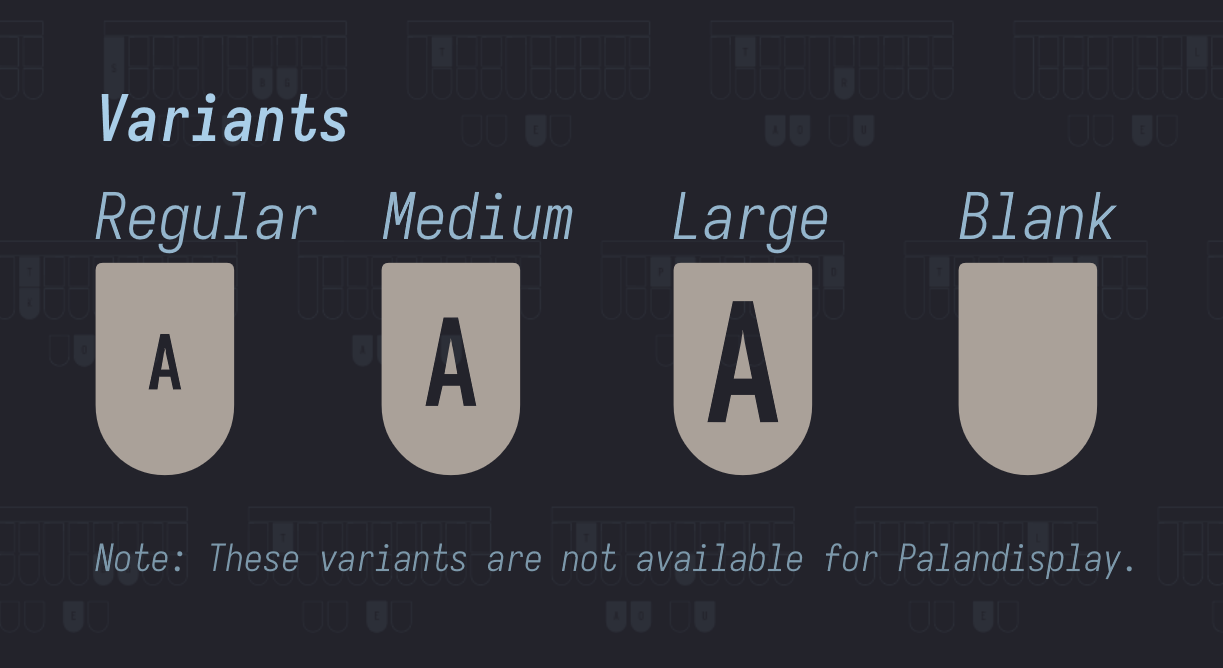 Variants
Regular Medium Large Blank
A A A
Note: These variants are not available for Palandisplay.